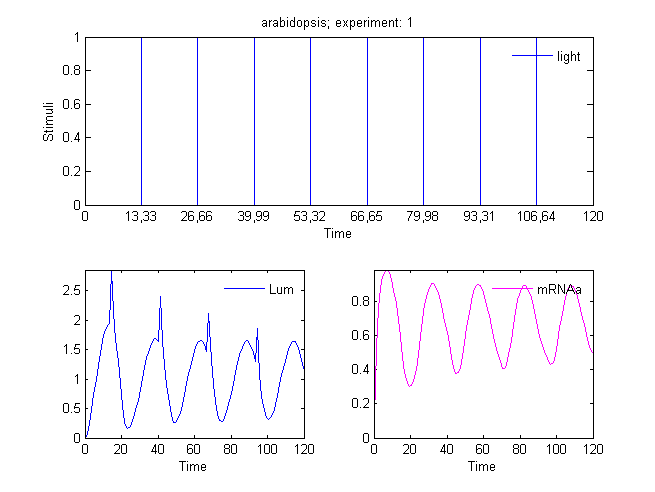 arabidopsis; experiment: 1
1
0.8
0.6
0.4
0.2
0
Stimuli
light
0 13,33 26,66 39,99 53,32 66,65 79,98 93,31 106,64 120
Time
2.5
2
1.5
1
0.5
0
Lum
0 20 40 60 80 100 120
Time
0.8
0.6
0.4
0.2
0
mRNAa
0 20 40 60 80 100 120
Time